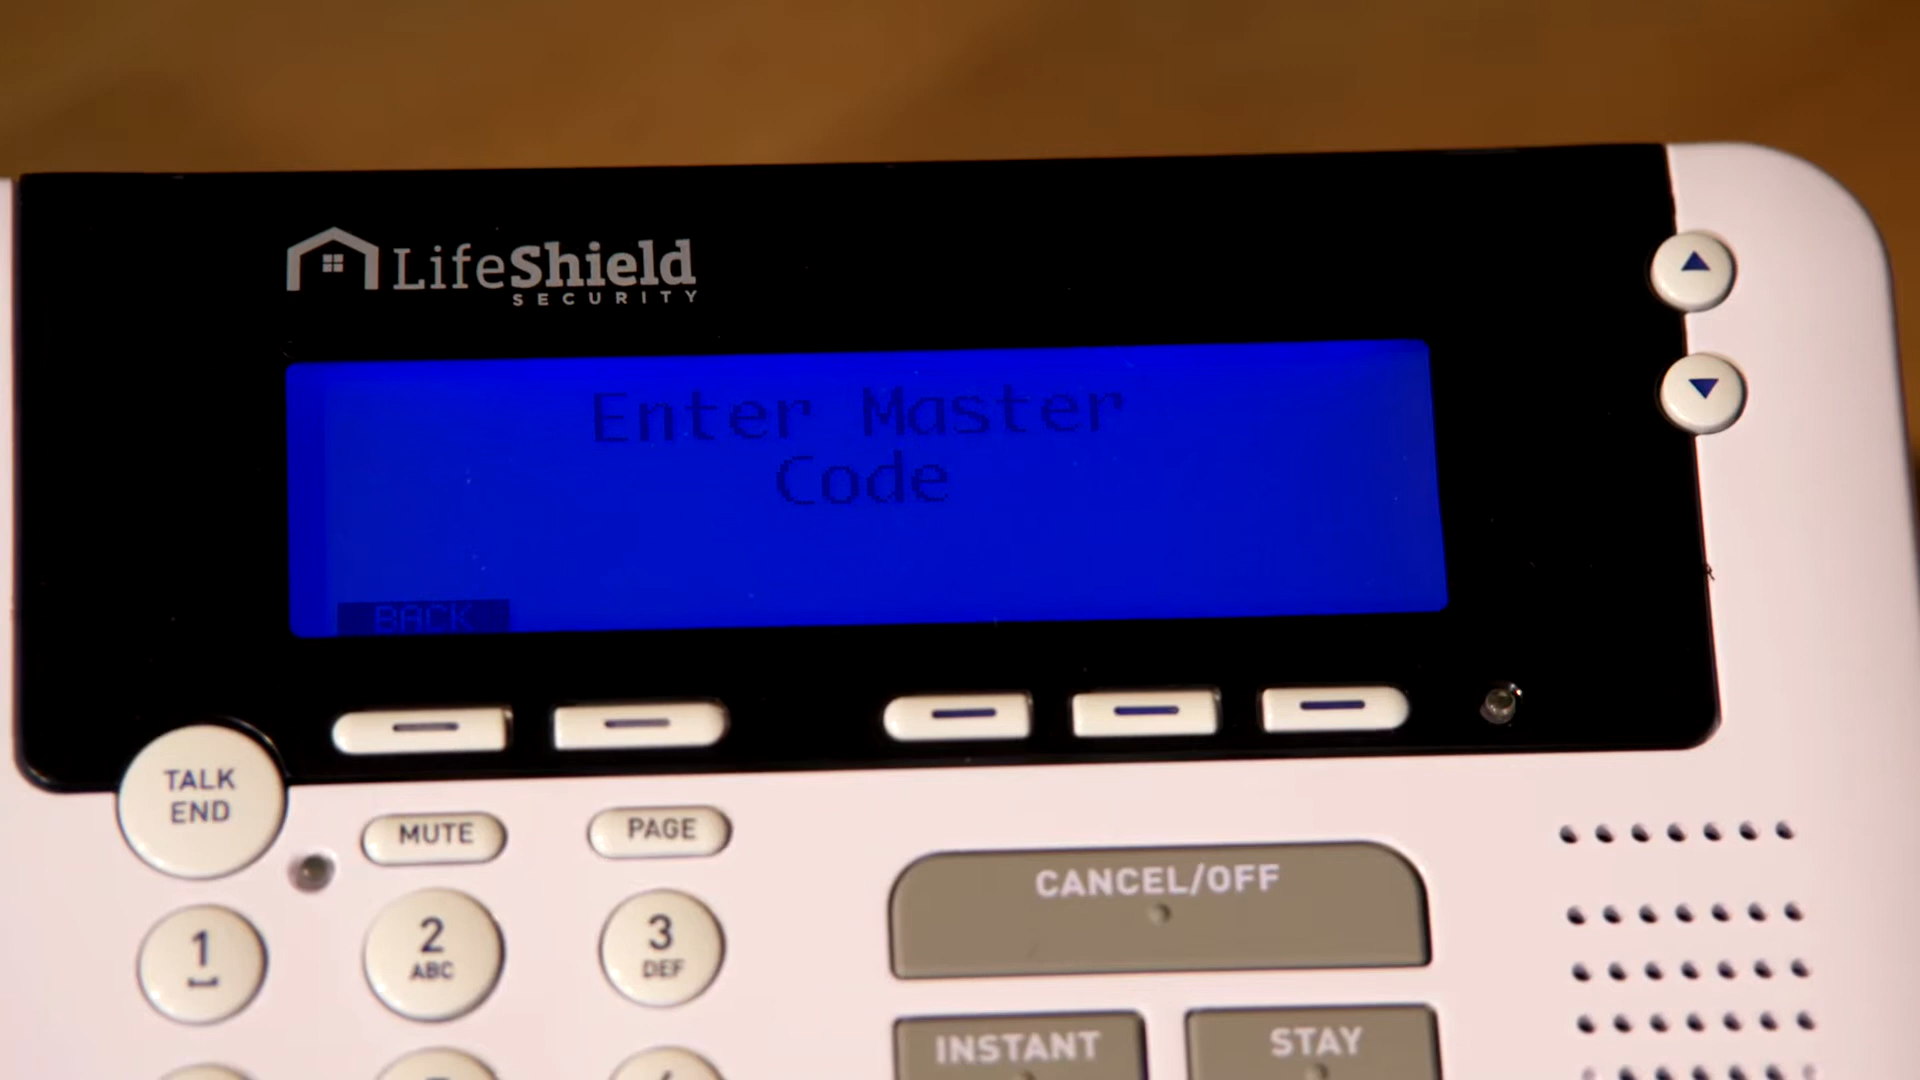 LifeShield
SECURITY
Enter Master
Code
BACK
TALK
END
MUTE
PAGE
1
2
ABC
3
DEF
CANCEL/OFF
INSTANT
STAY